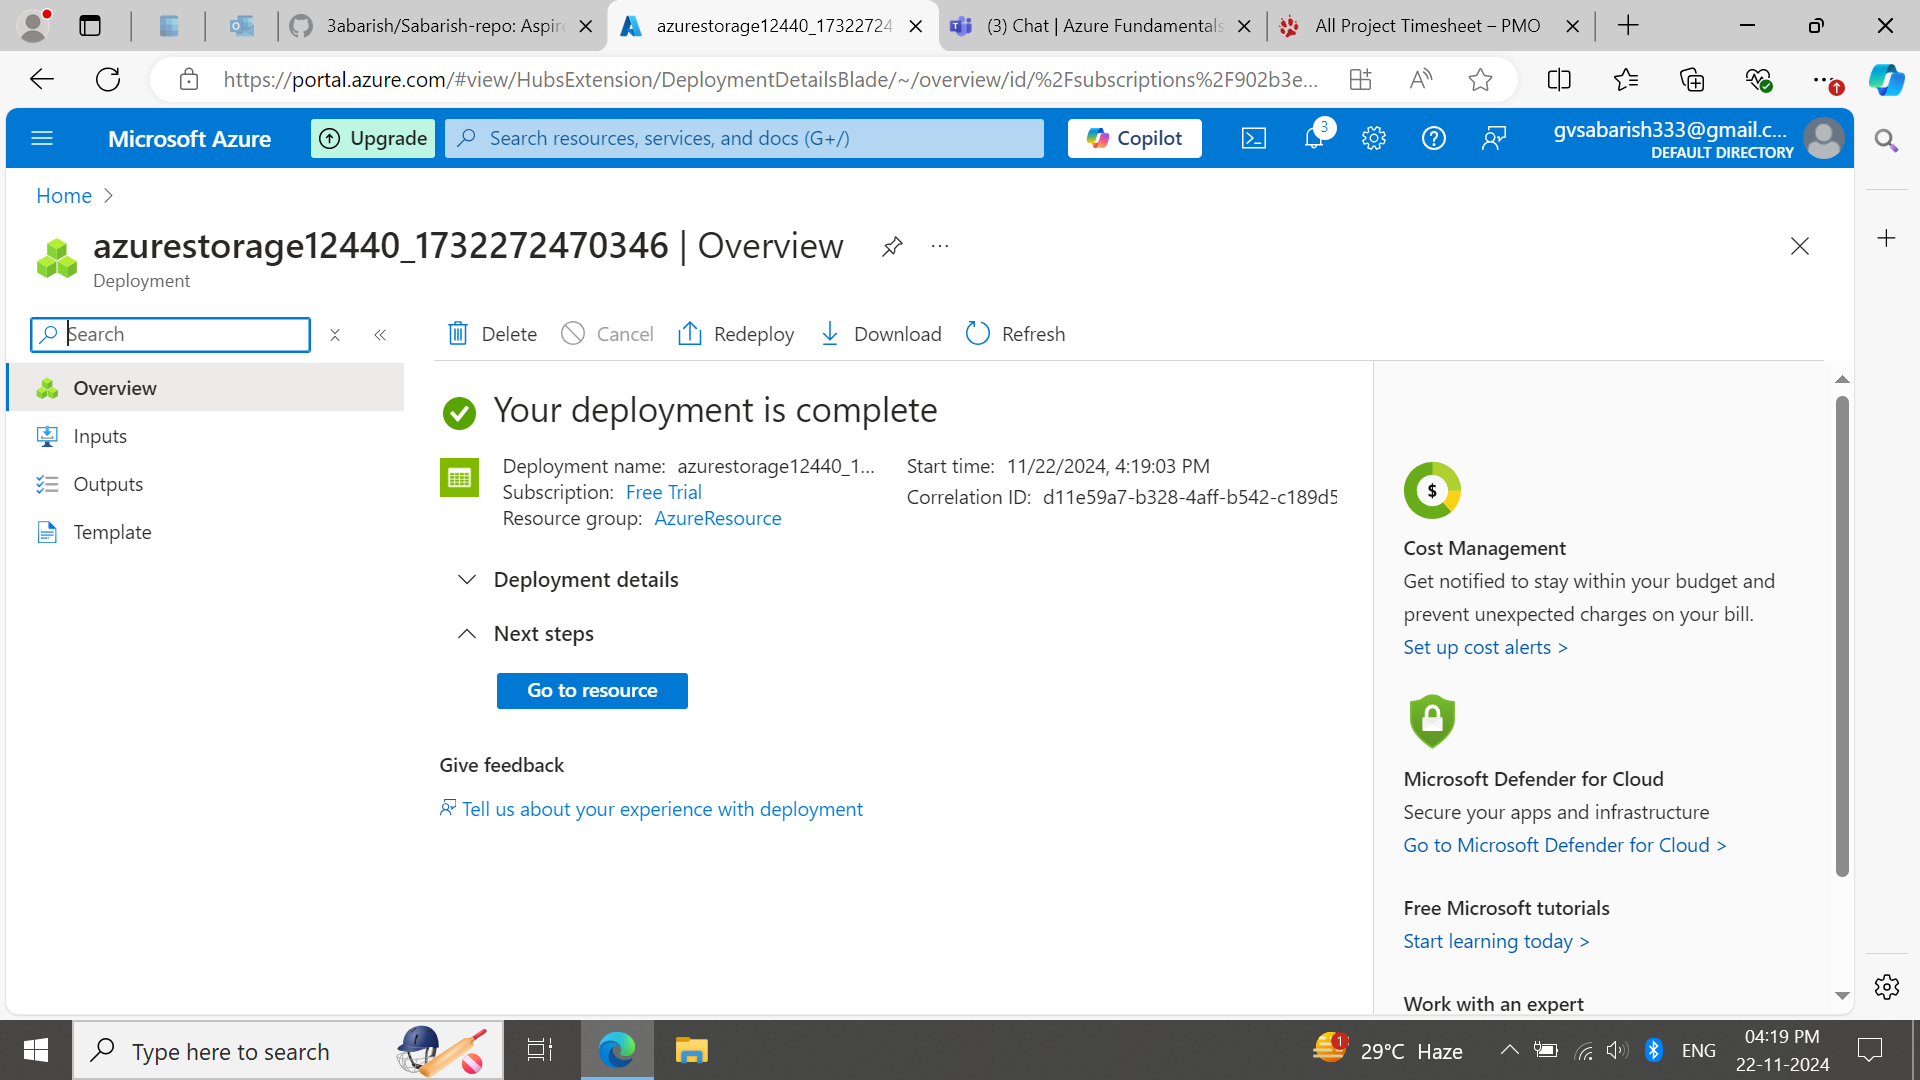 3abarish/Sabarish-repo: Aspire
azurestorage12440_17322724
(3) Chat | Azure Fundamentals
All Project Timesheet – PMO
https://portal.azure.com/#view/HubsExtension/DeploymentDetailsBlade/~/overview/id/%2Fsubscriptions%2F902b3e...
Microsoft Azure
Upgrade
Search resources, services, and docs (G+/)
Copilot
3
gvsabarish333@gmail.c...
DEFAULT DIRECTORY
Home
azurestorage12440_1732272470346 | Overview
Deployment
Search
Delete
Cancel
Redeploy
Download
Refresh
Overview
Inputs
Outputs
Template
Your deployment is complete
Deployment name: azurestorage12440_1...
Subscription: Free Trial
Resource group: AzureResource
Start time: 11/22/2024, 4:19:03 PM
Correlation ID: d11e59a7-b328-4aff-b542-c189d5
Deployment details
Next steps
Go to resource
Give feedback
Tell us about your experience with deployment
$
Cost Management
Get notified to stay within your budget and
prevent unexpected charges on your bill.
Set up cost alerts >
Microsoft Defender for Cloud
Secure your apps and infrastructure
Go to Microsoft Defender for Cloud >
Free Microsoft tutorials
Start learning today >
Work with an expert
Type here to search
1
29°C Haze
ENG
04:19 PM
22-11-2024